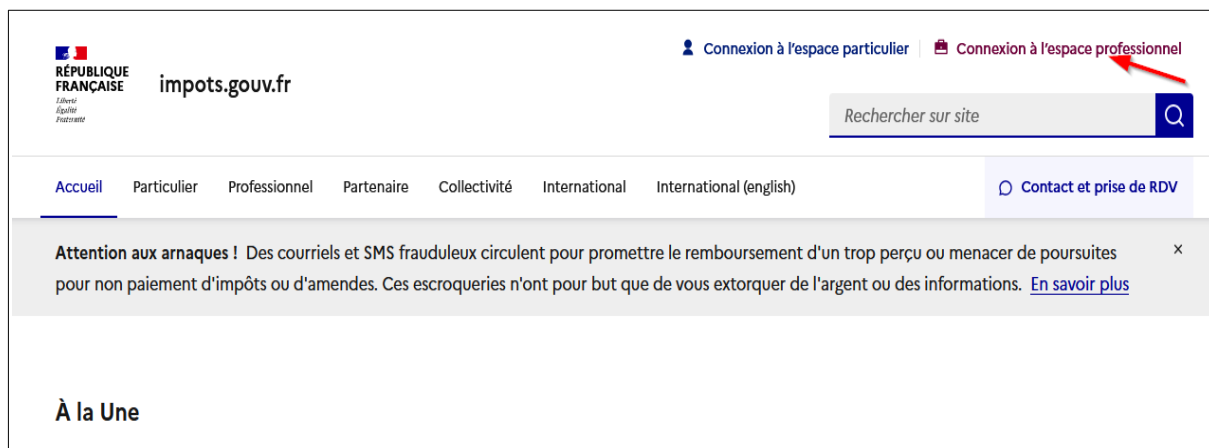 Connexion à l'espace particulier
Connexion à l'espace professionnel
RÉPUBLIQUE
FRANÇAISE
Liberté
Égalité
Fraternité
impots.gouv.fr
Rechercher sur site
Accueil Particulier Professionnel Partenaire Collectivité International International (english) Contact et prise de RDV
Attention aux arnaques ! Des courriels et SMS frauduleux circulent pour promettre le remboursement d'un trop perçu ou menacer de poursuites
pour non paiement d'impôts ou d'amendes. Ces escroqueries n'ont pour but que de vous extorquer de l'argent ou des informations. En savoir plus
À la Une